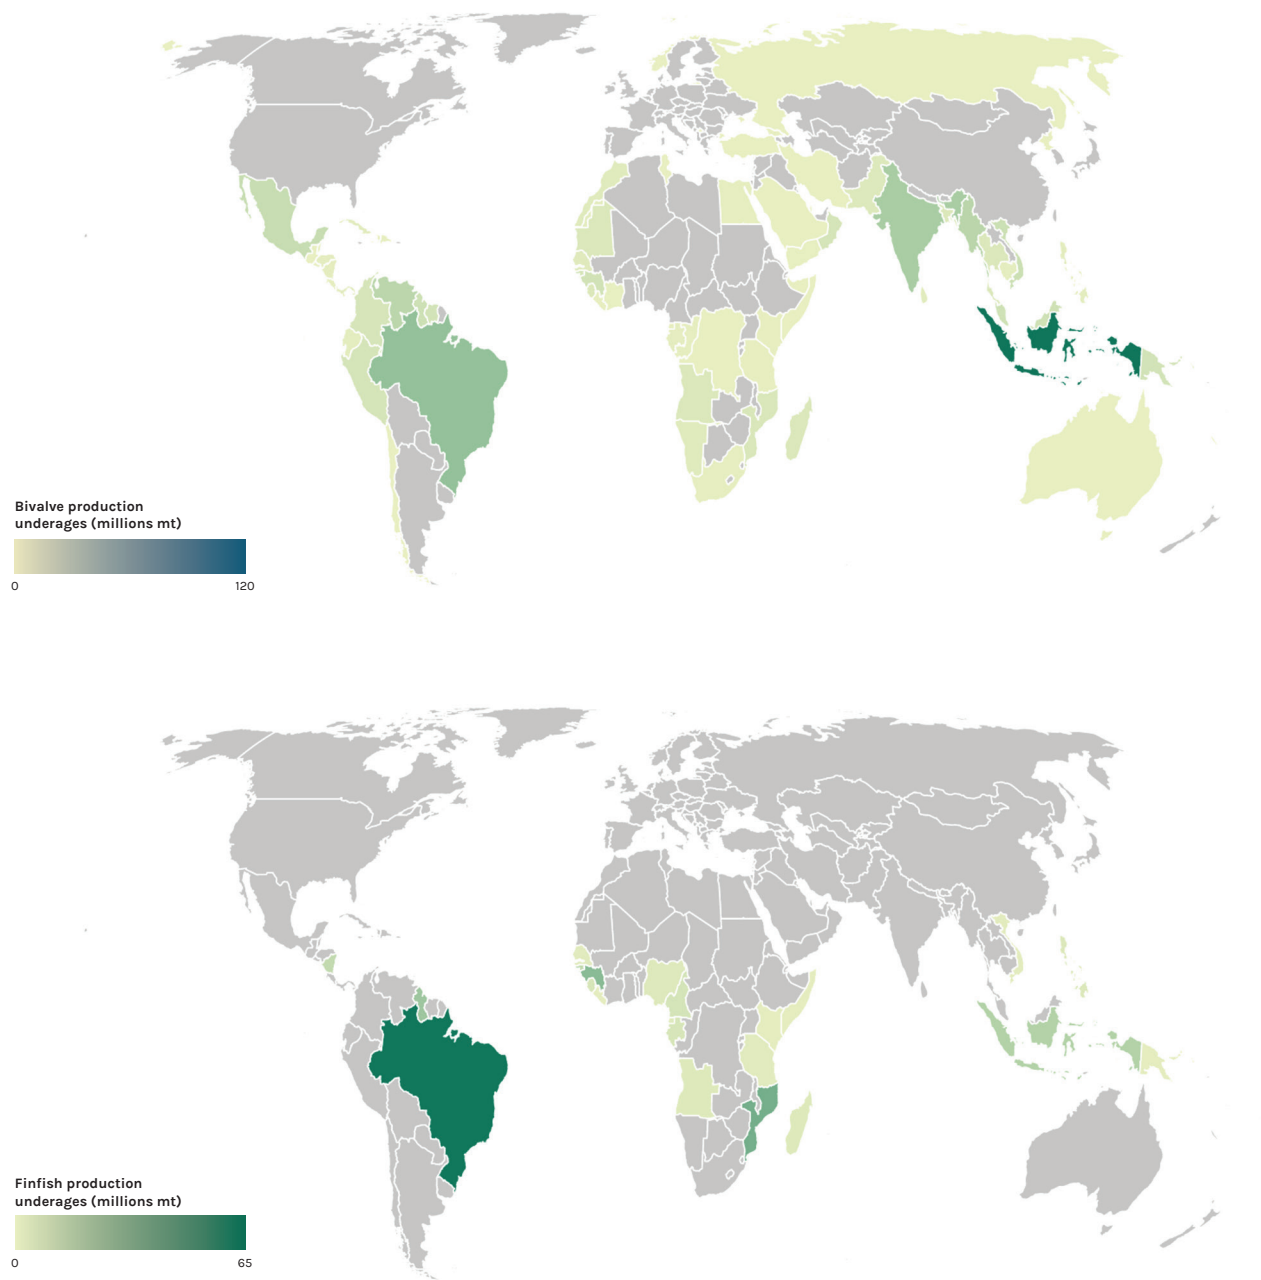 Bivalve production
underages (millions mt)
0 120
Finfish production
underages (millions mt)
0 65